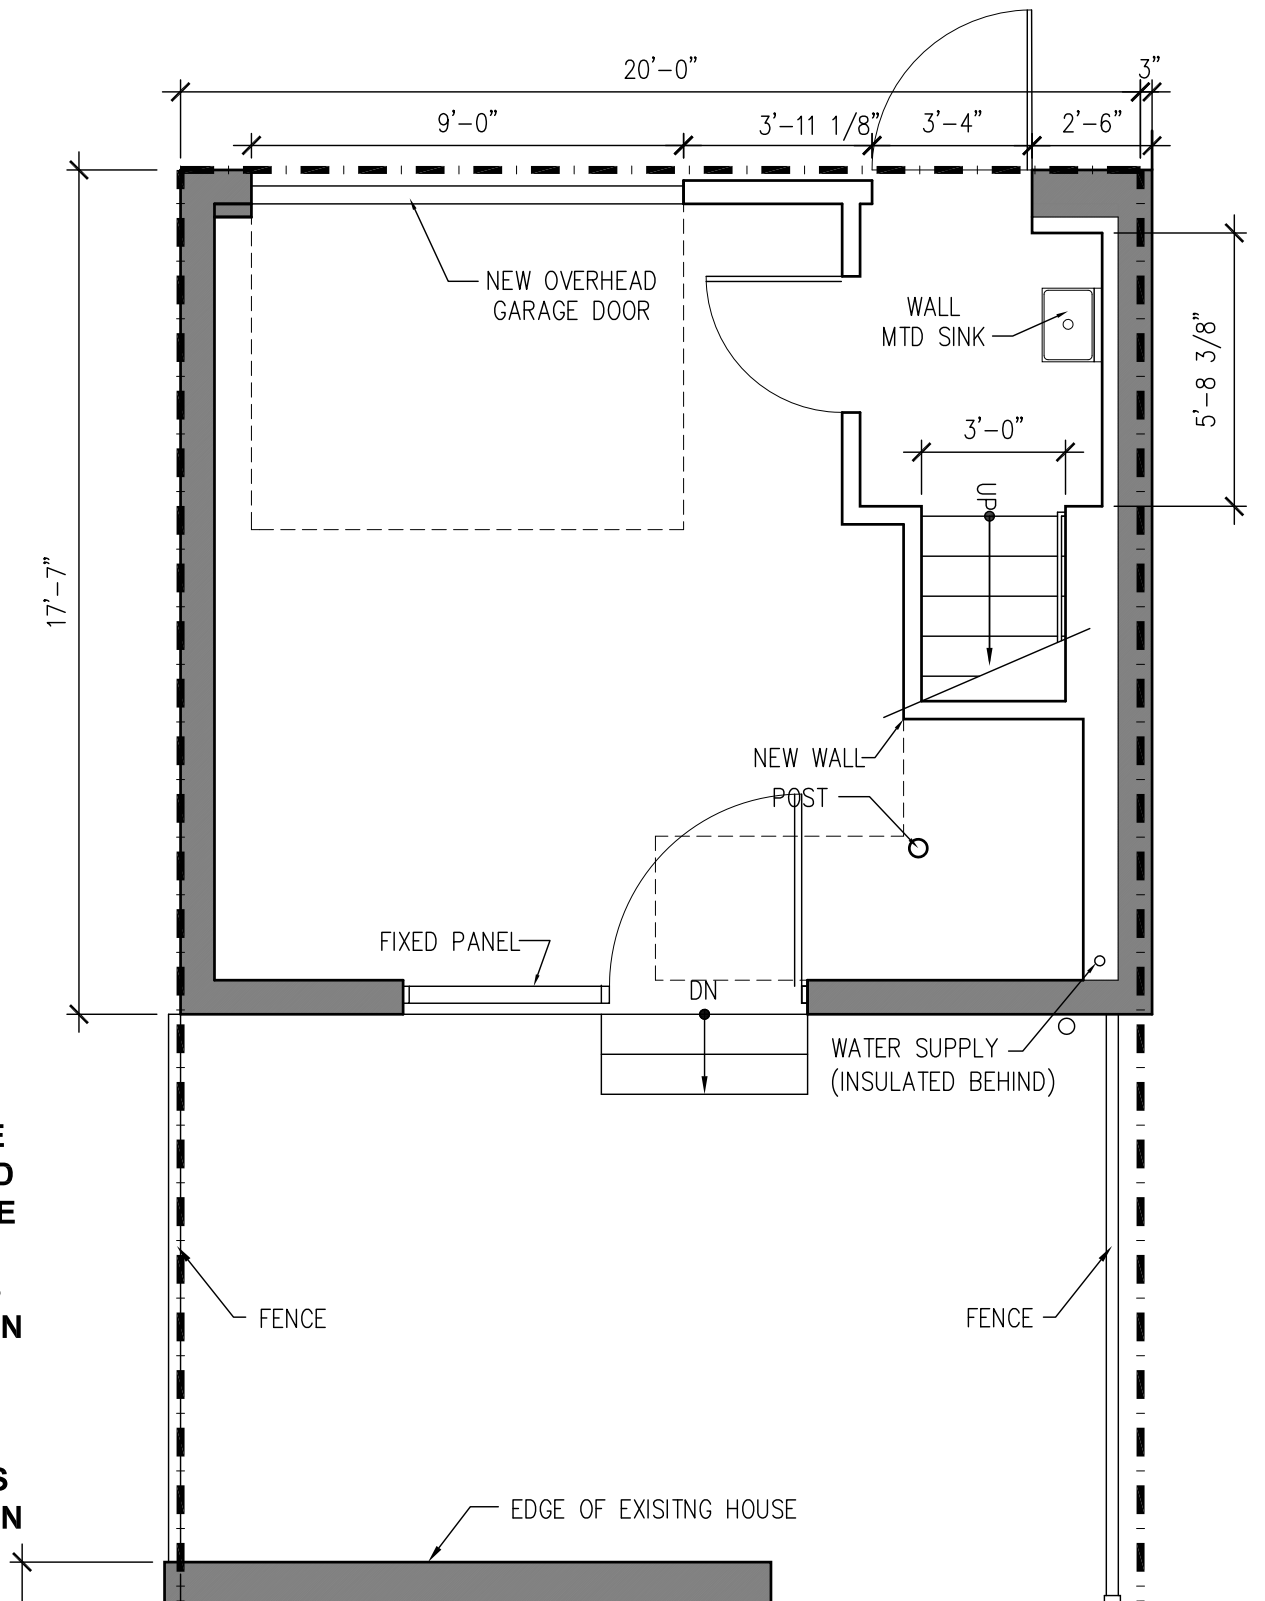 20'-0"
3"
9'-0"
3'-11 1/8"
3'-4"
2'-6"
NEW OVERHEAD
GARAGE DOOR
WALL
MTD SINK
5'-8 3/8"
3'-0"
UP
17'-7"
NEW WALL
POST
FIXED PANEL
DN
WATER SUPPLY
(INSULATED BEHIND)
E
D
E
N
FENCE
FENCE
S
N
EDGE OF EXISITNG HOUSE